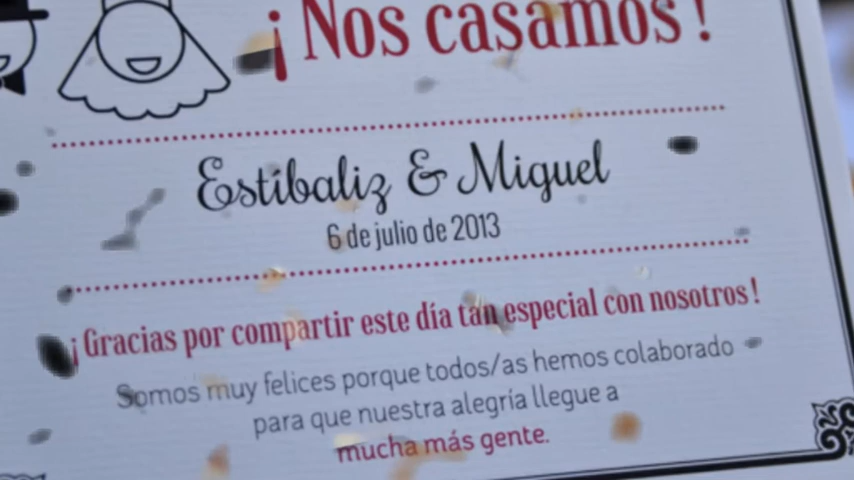 ¡Nos casamos!
Estíbaliz & Miguel
6 de julio de 2013
¡Gracias por compartir este día tan especial con nosotros!
Somos muy felices porque todos/as hemos colaborado
para que nuestra alegría llegue a
mucha más gente.